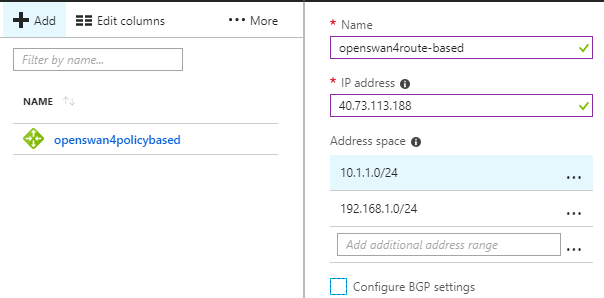 Add
Edit columns
More
Filter by name...
NAME
openswan4policybased
* Name
openswan4route-based
* IP address
40.73.113.188
Address space
10.1.1.0/24
192.168.1.0/24
Add additional address range
Configure BGP settings